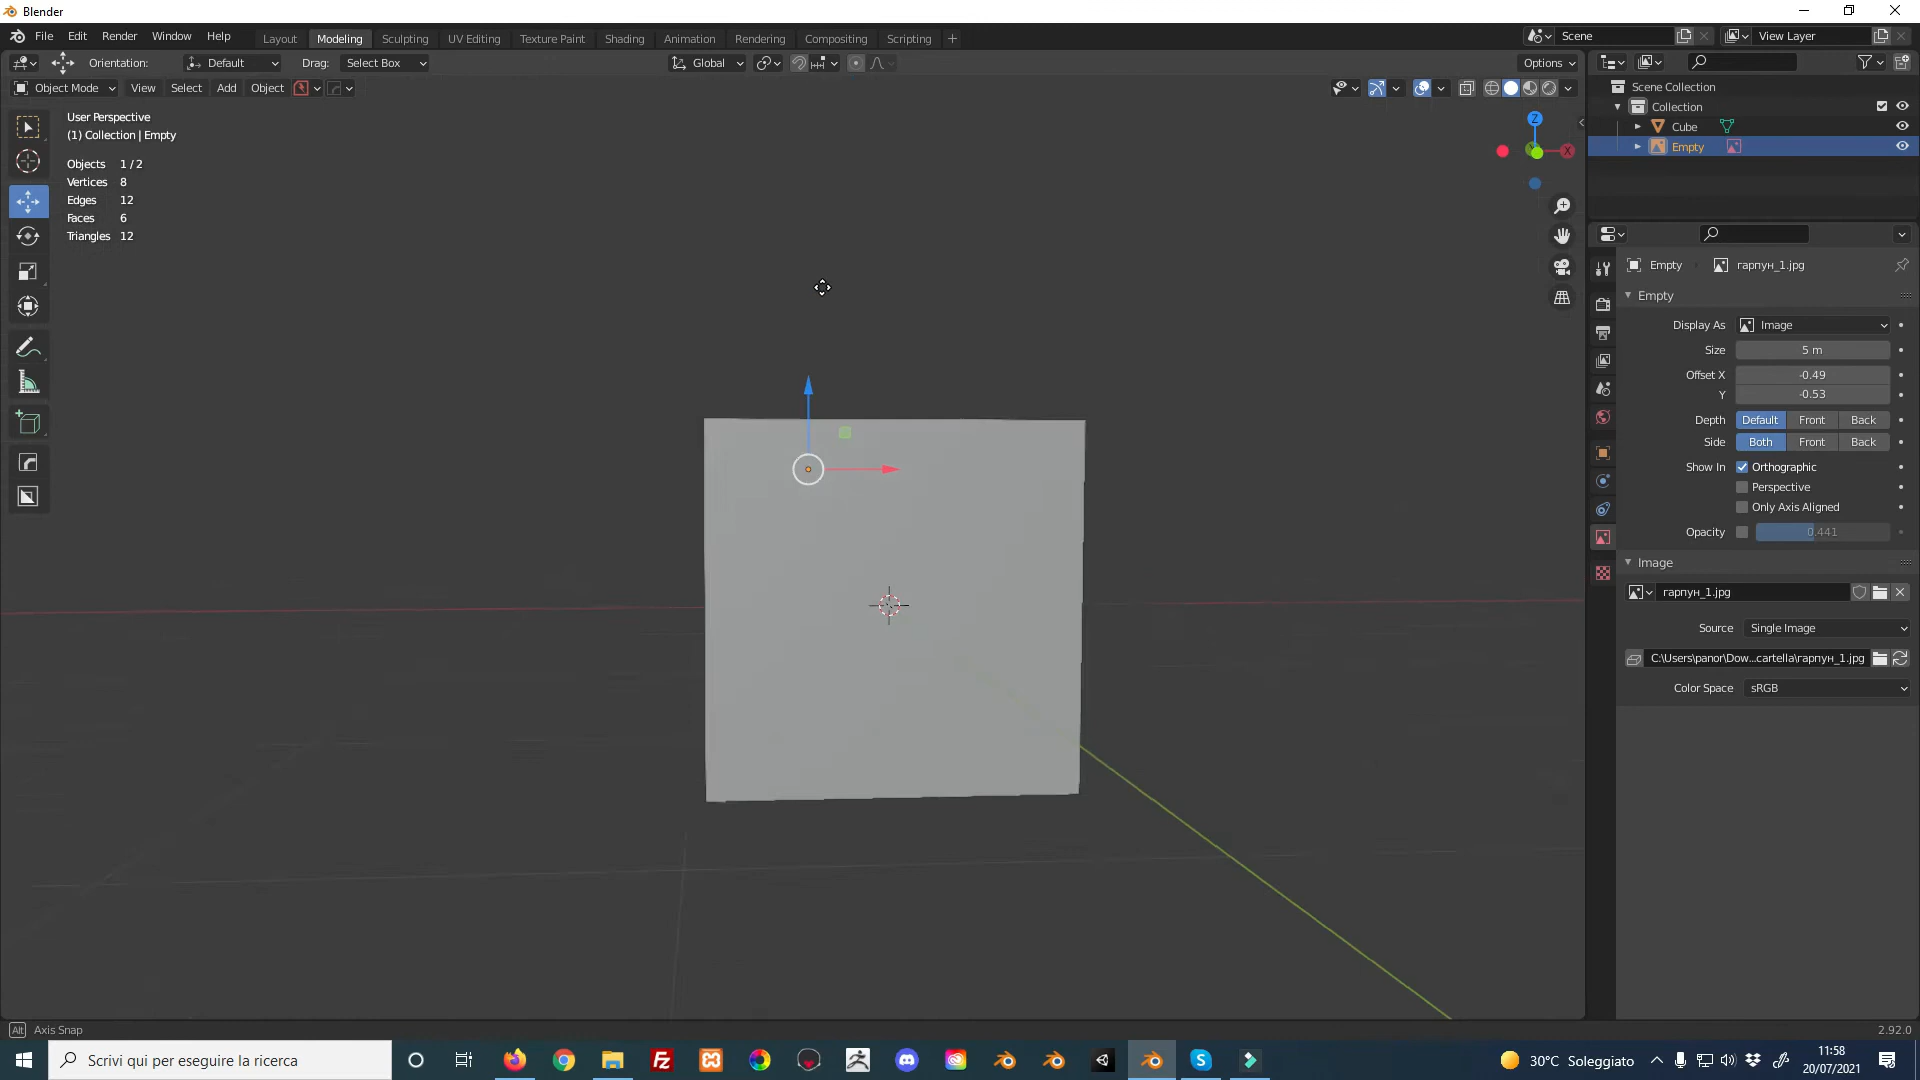 Blender
File Edit Render Window Help Layout Modeling Sculpting UV Editing Texture Paint Shading Animation Rendering Compositing Scripting + Scene View Layer
Orientation: Default Drag: Select Box Global Options
Object Mode View Select Add Object
User Perspective
(1) Collection | Empty
Objects 1 / 2
Vertices 8
Edges 12
Faces 6
Triangles 12
Z
X
Scene Collection
Collection
Cube
Empty
Empty гарпун_1.jpg
Empty
Display As Image
Size 5 m
Offset X -0.49
Y -0.53
Depth Default Front Back
Side Both Front Back
Show In Orthographic
Perspective
Only Axis Aligned
Opacity 0.441
Image
гарпун_1.jpg
Source Single Image
C:\Users\panor\Dow...cartella\гарпун_1.jpg
Color Space sRGB
Alt Axis Snap
2.92.0
Scrivi qui per eseguire la ricerca
30°C Soleggiato
11:58
20/07/2021